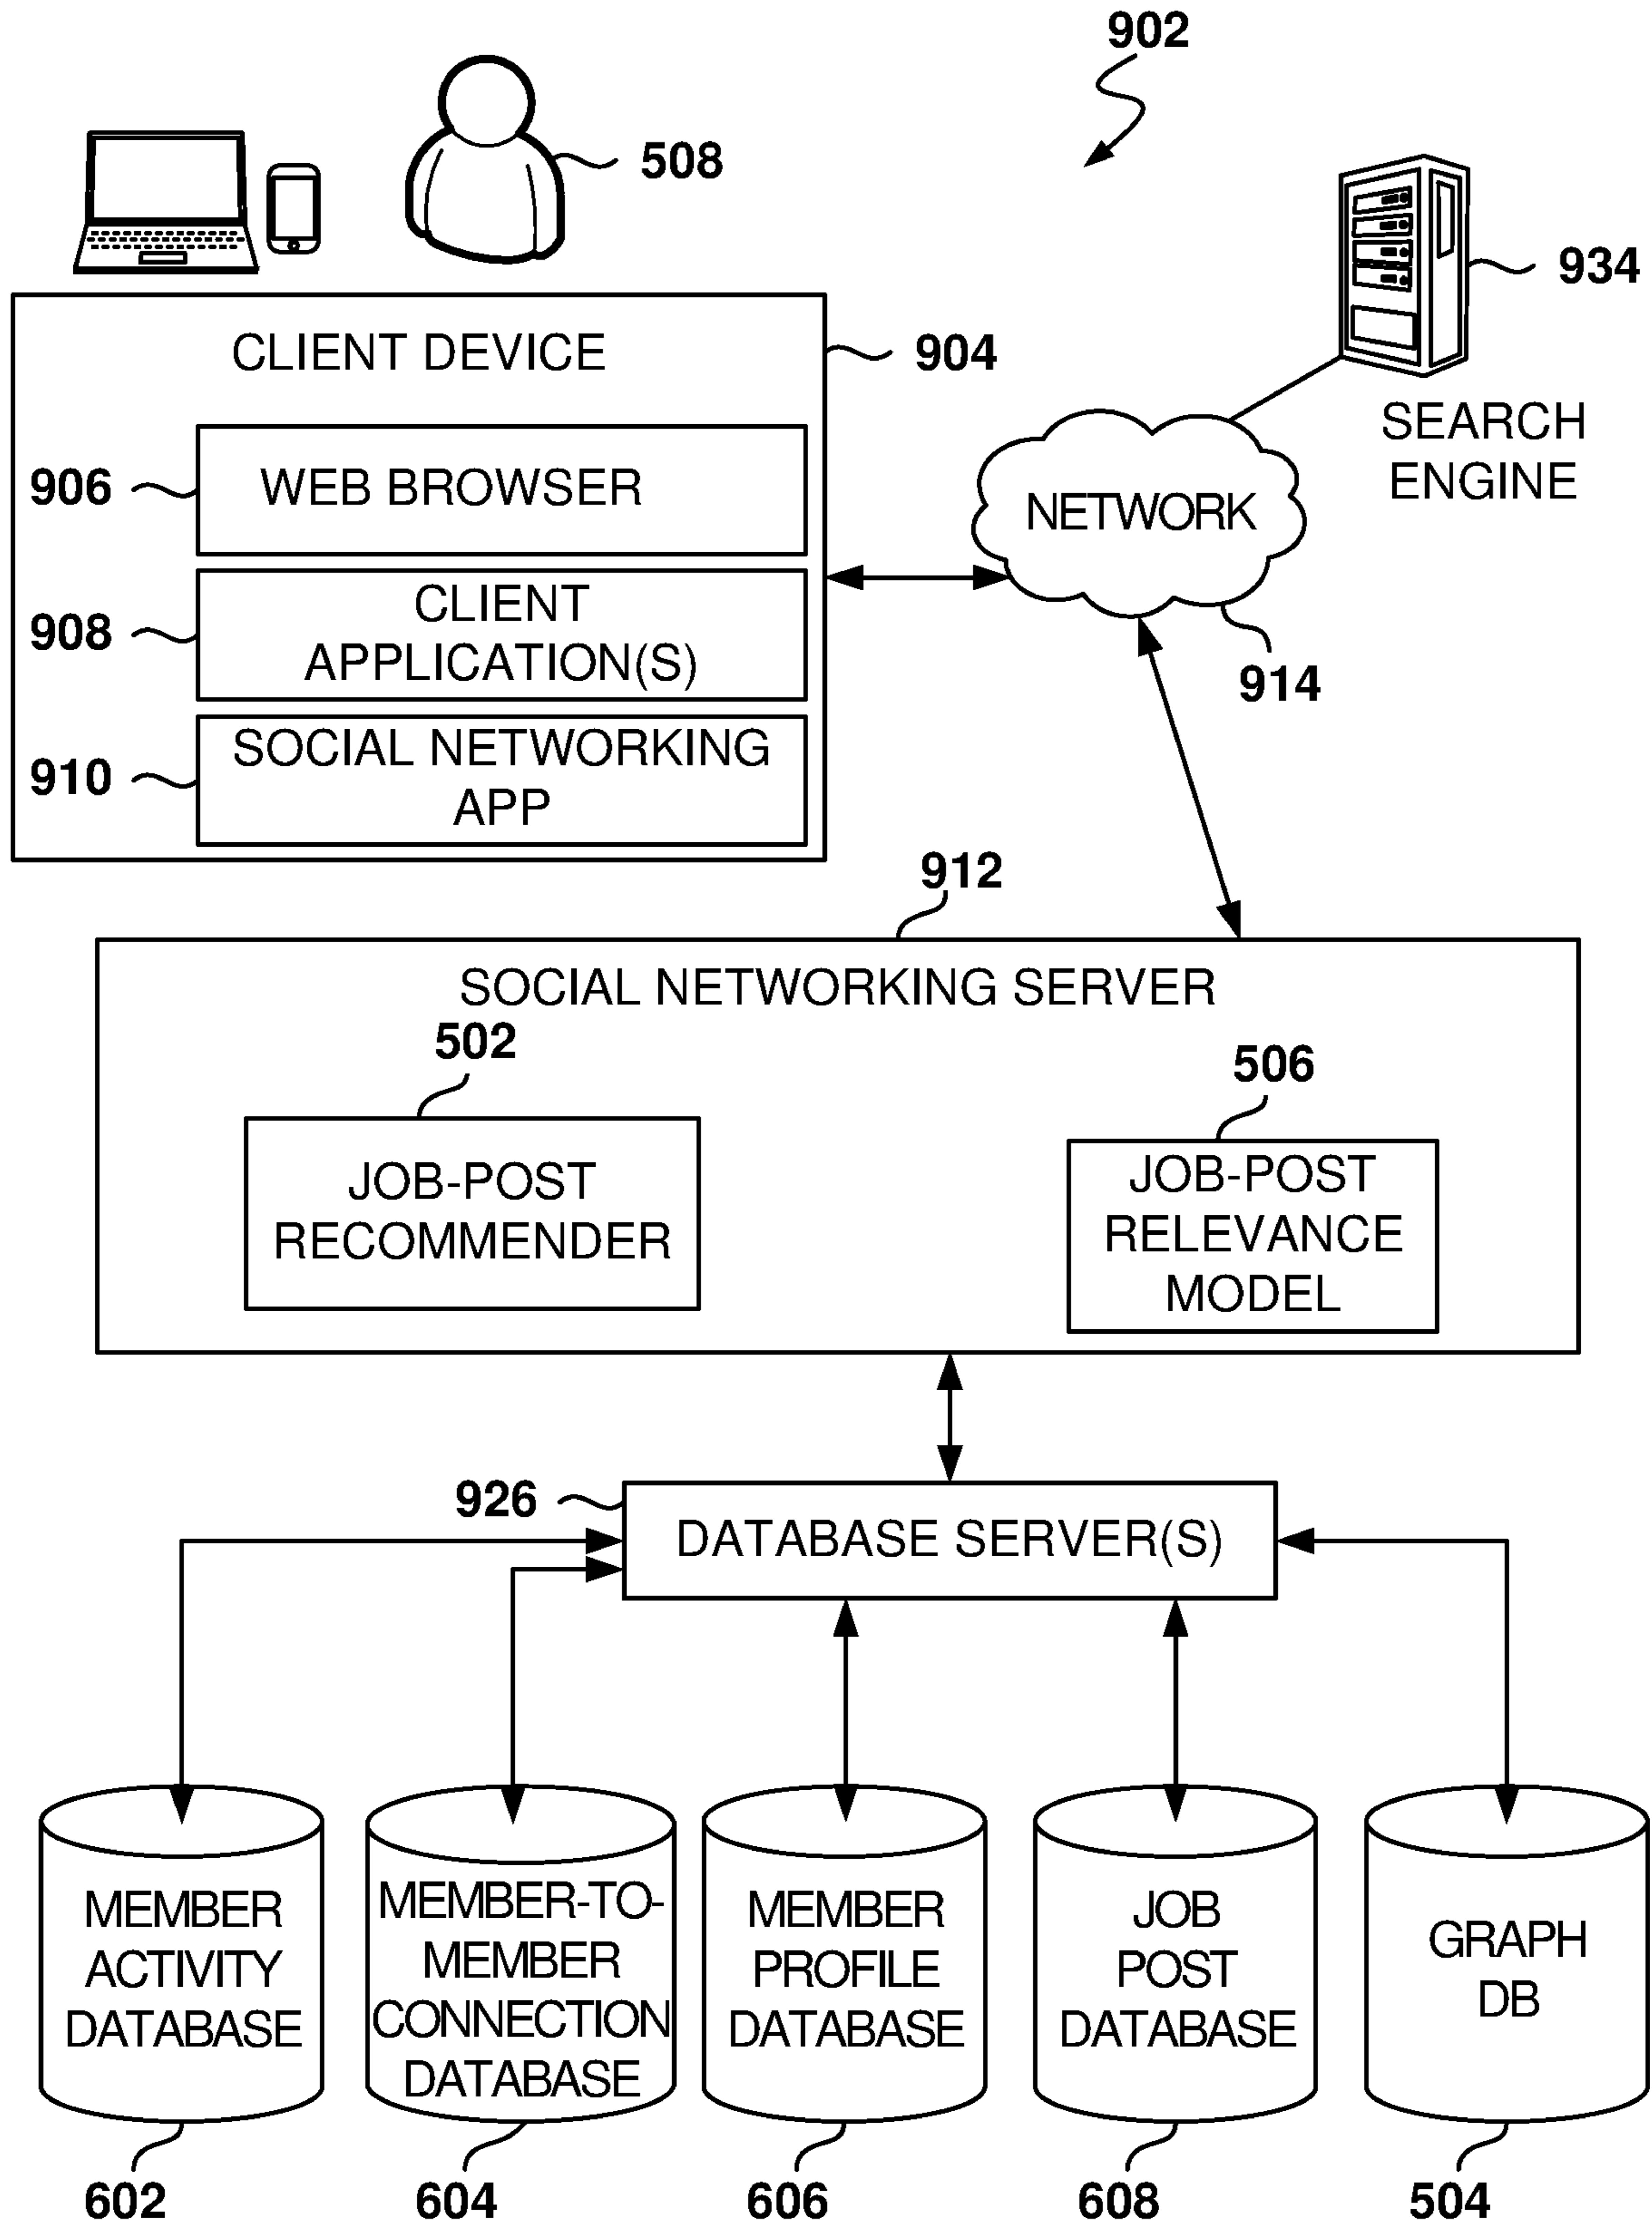 902
508
934
CLIENT DEVICE
904
SEARCH
ENGINE
906
WEB BROWSER
NETWORK
908
CLIENT
APPLICATION(S)
914
910
SOCIAL NETWORKING
APP
912
SOCIAL NETWORKING SERVER
502
506
JOB-POST
RECOMMENDER
JOB-POST
RELEVANCE
MODEL
926
DATABASE SERVER(S)
MEMBER
ACTIVITY
DATABASE
MEMBER-TO-
MEMBER
CONNECTION
DATABASE
MEMBER
PROFILE
DATABASE
JOB
POST
DATABASE
GRAPH
DB
602
604
606
608
504